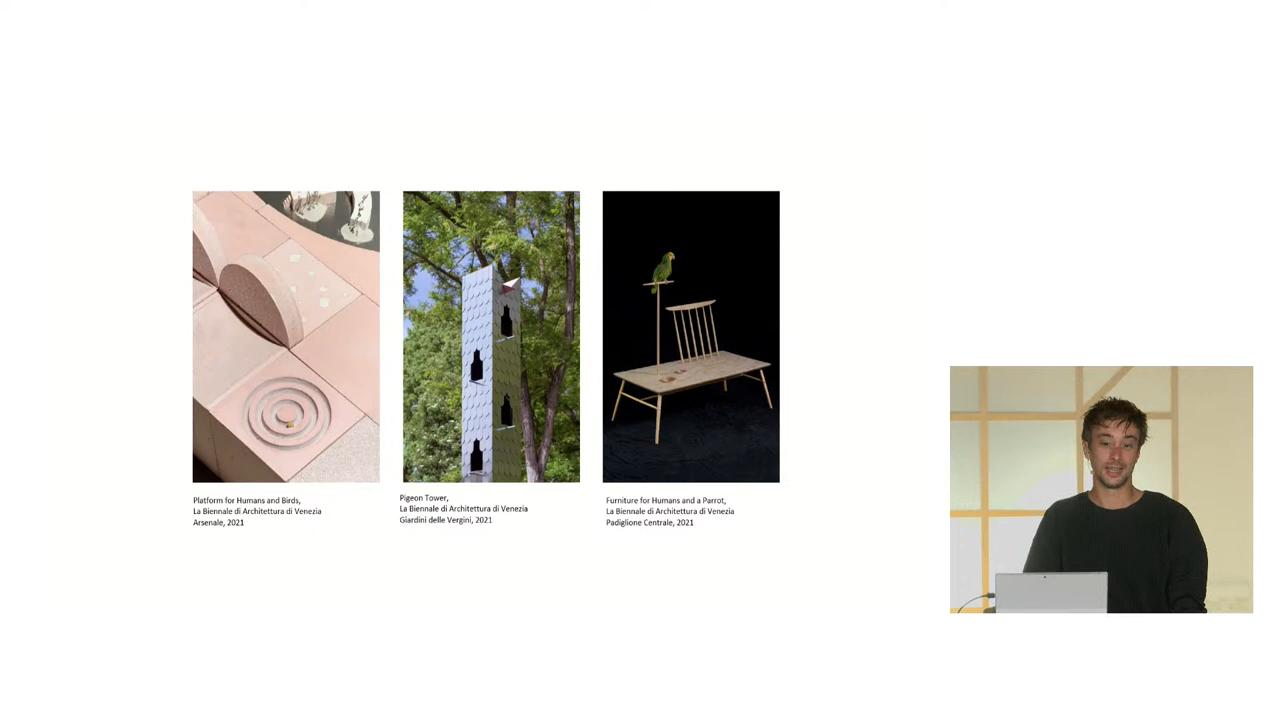 Platform for Humans and Birds,
La Biennale di Architettura di Venezia
Arsenale, 2021
Pigeon Tower,
La Biennale di Architettura di Venezia
Giardini delle Vergini, 2021
Furniture for Humans and a Parrot,
La Biennale di Architettura di Venezia
Padiglione Centrale, 2021